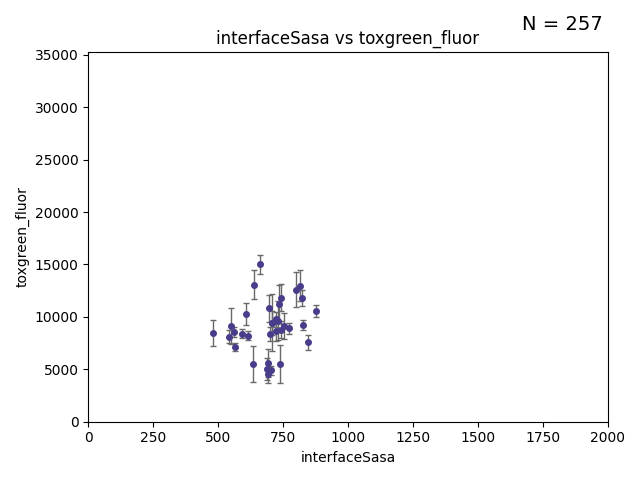 N = 257
interfaceSasa vs toxgreen_fluor
35000
30000
25000
20000
15000
10000
5000
0
toxgreen_fluor
0 250 500 750 1000 1250 1500 1750 2000
interfaceSasa